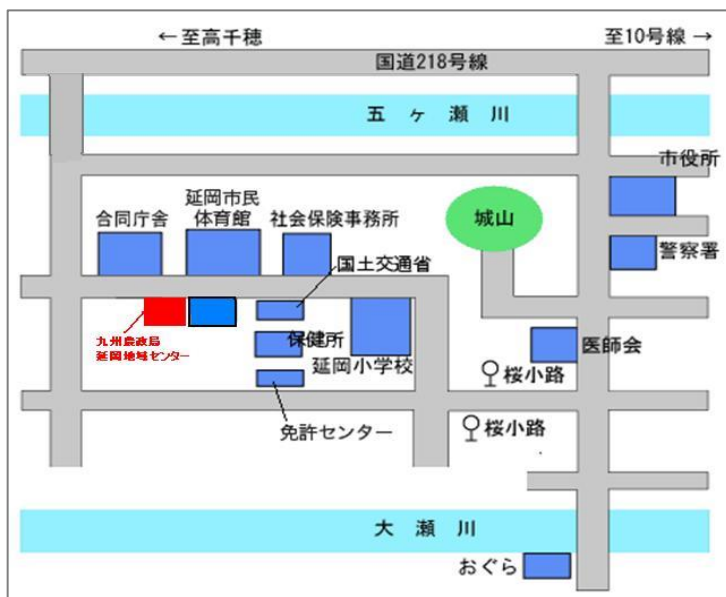 ←至高千穂
至10号線→
国道218号線
五ヶ瀬川
市役所
延岡市民
体育館
合同庁舎
社会保険事務所
城山
警察署
国土交通省
九州農政局
延岡地域センター
保健所
医師会
延岡小学校
桜小路
免許センター
桜小路
大瀬川
おぐら